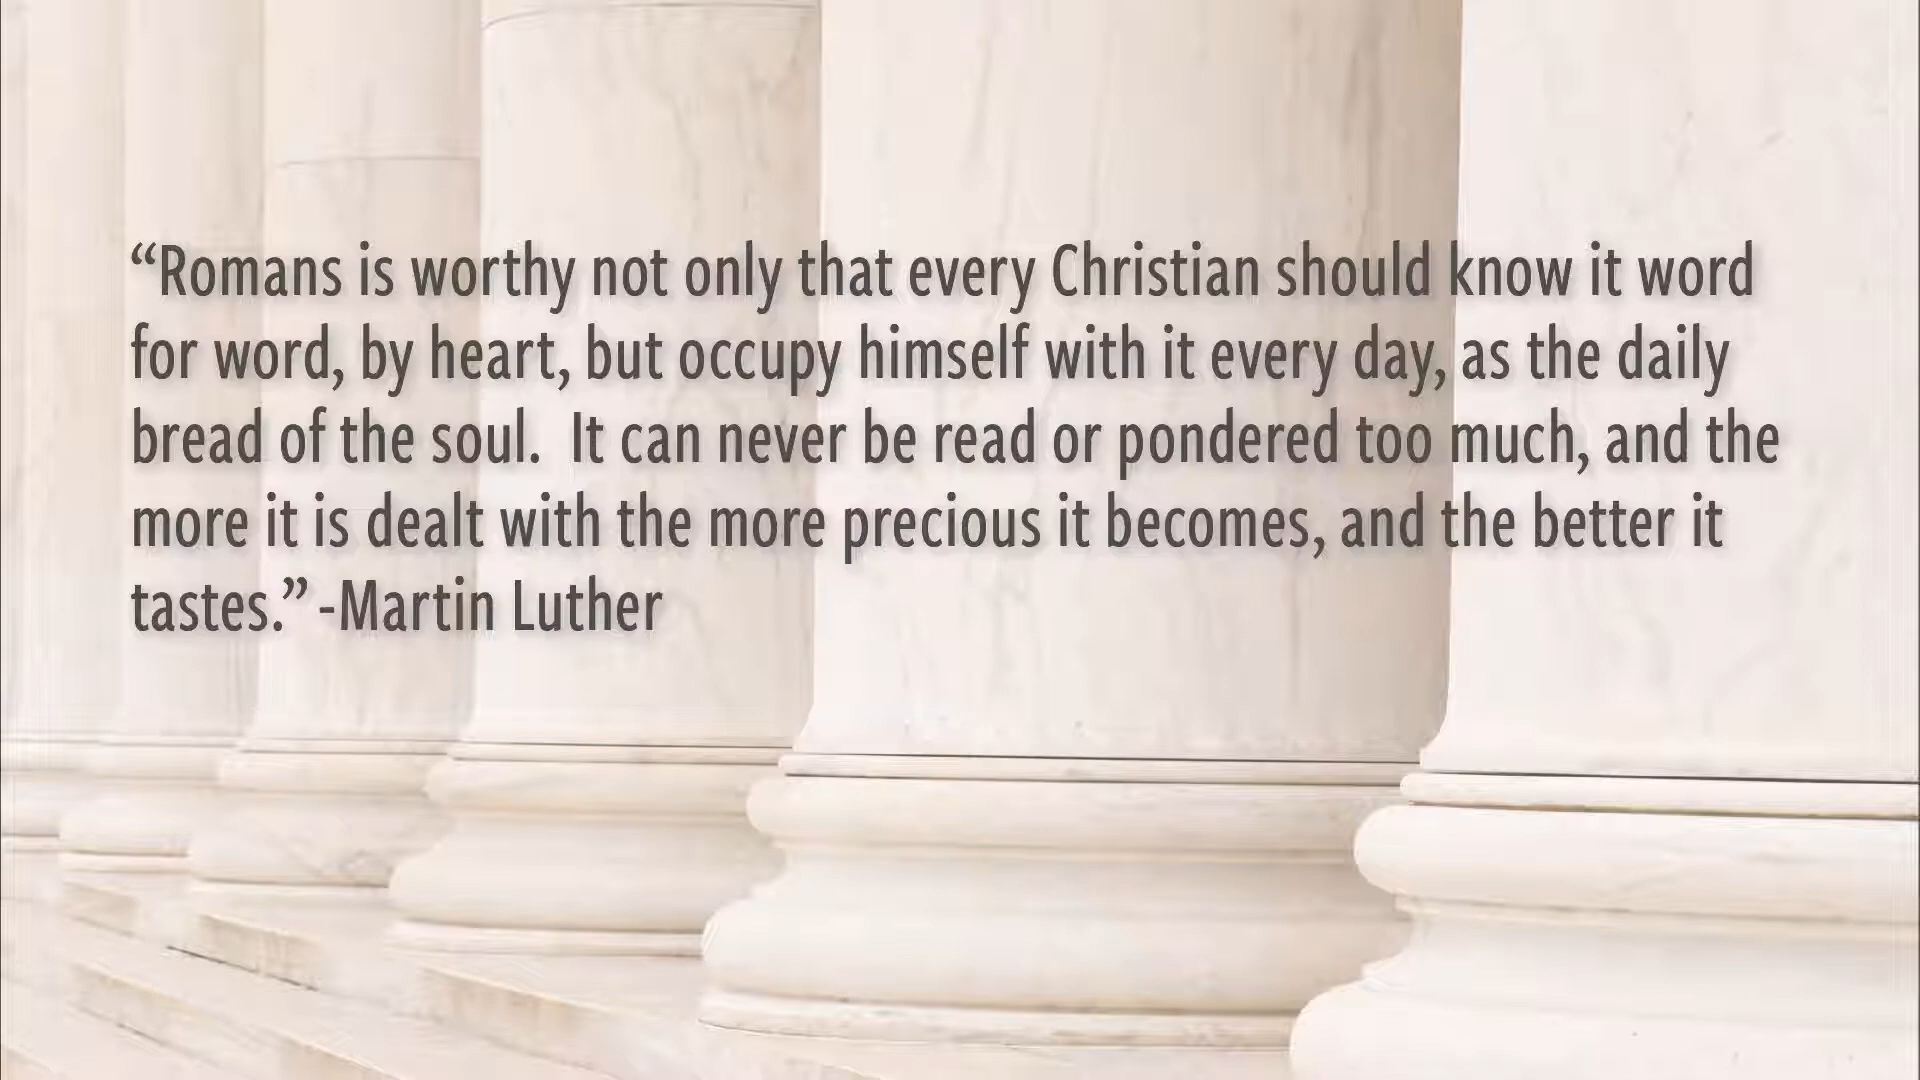 “Romans is worthy not only that every Christian should know it word
for word, by heart, but occupy himself with it every day, as the daily
bread of the soul.  It can never be read or pondered too much, and the
more it is dealt with the more precious it becomes, and the better it
tastes.” -Martin Luther